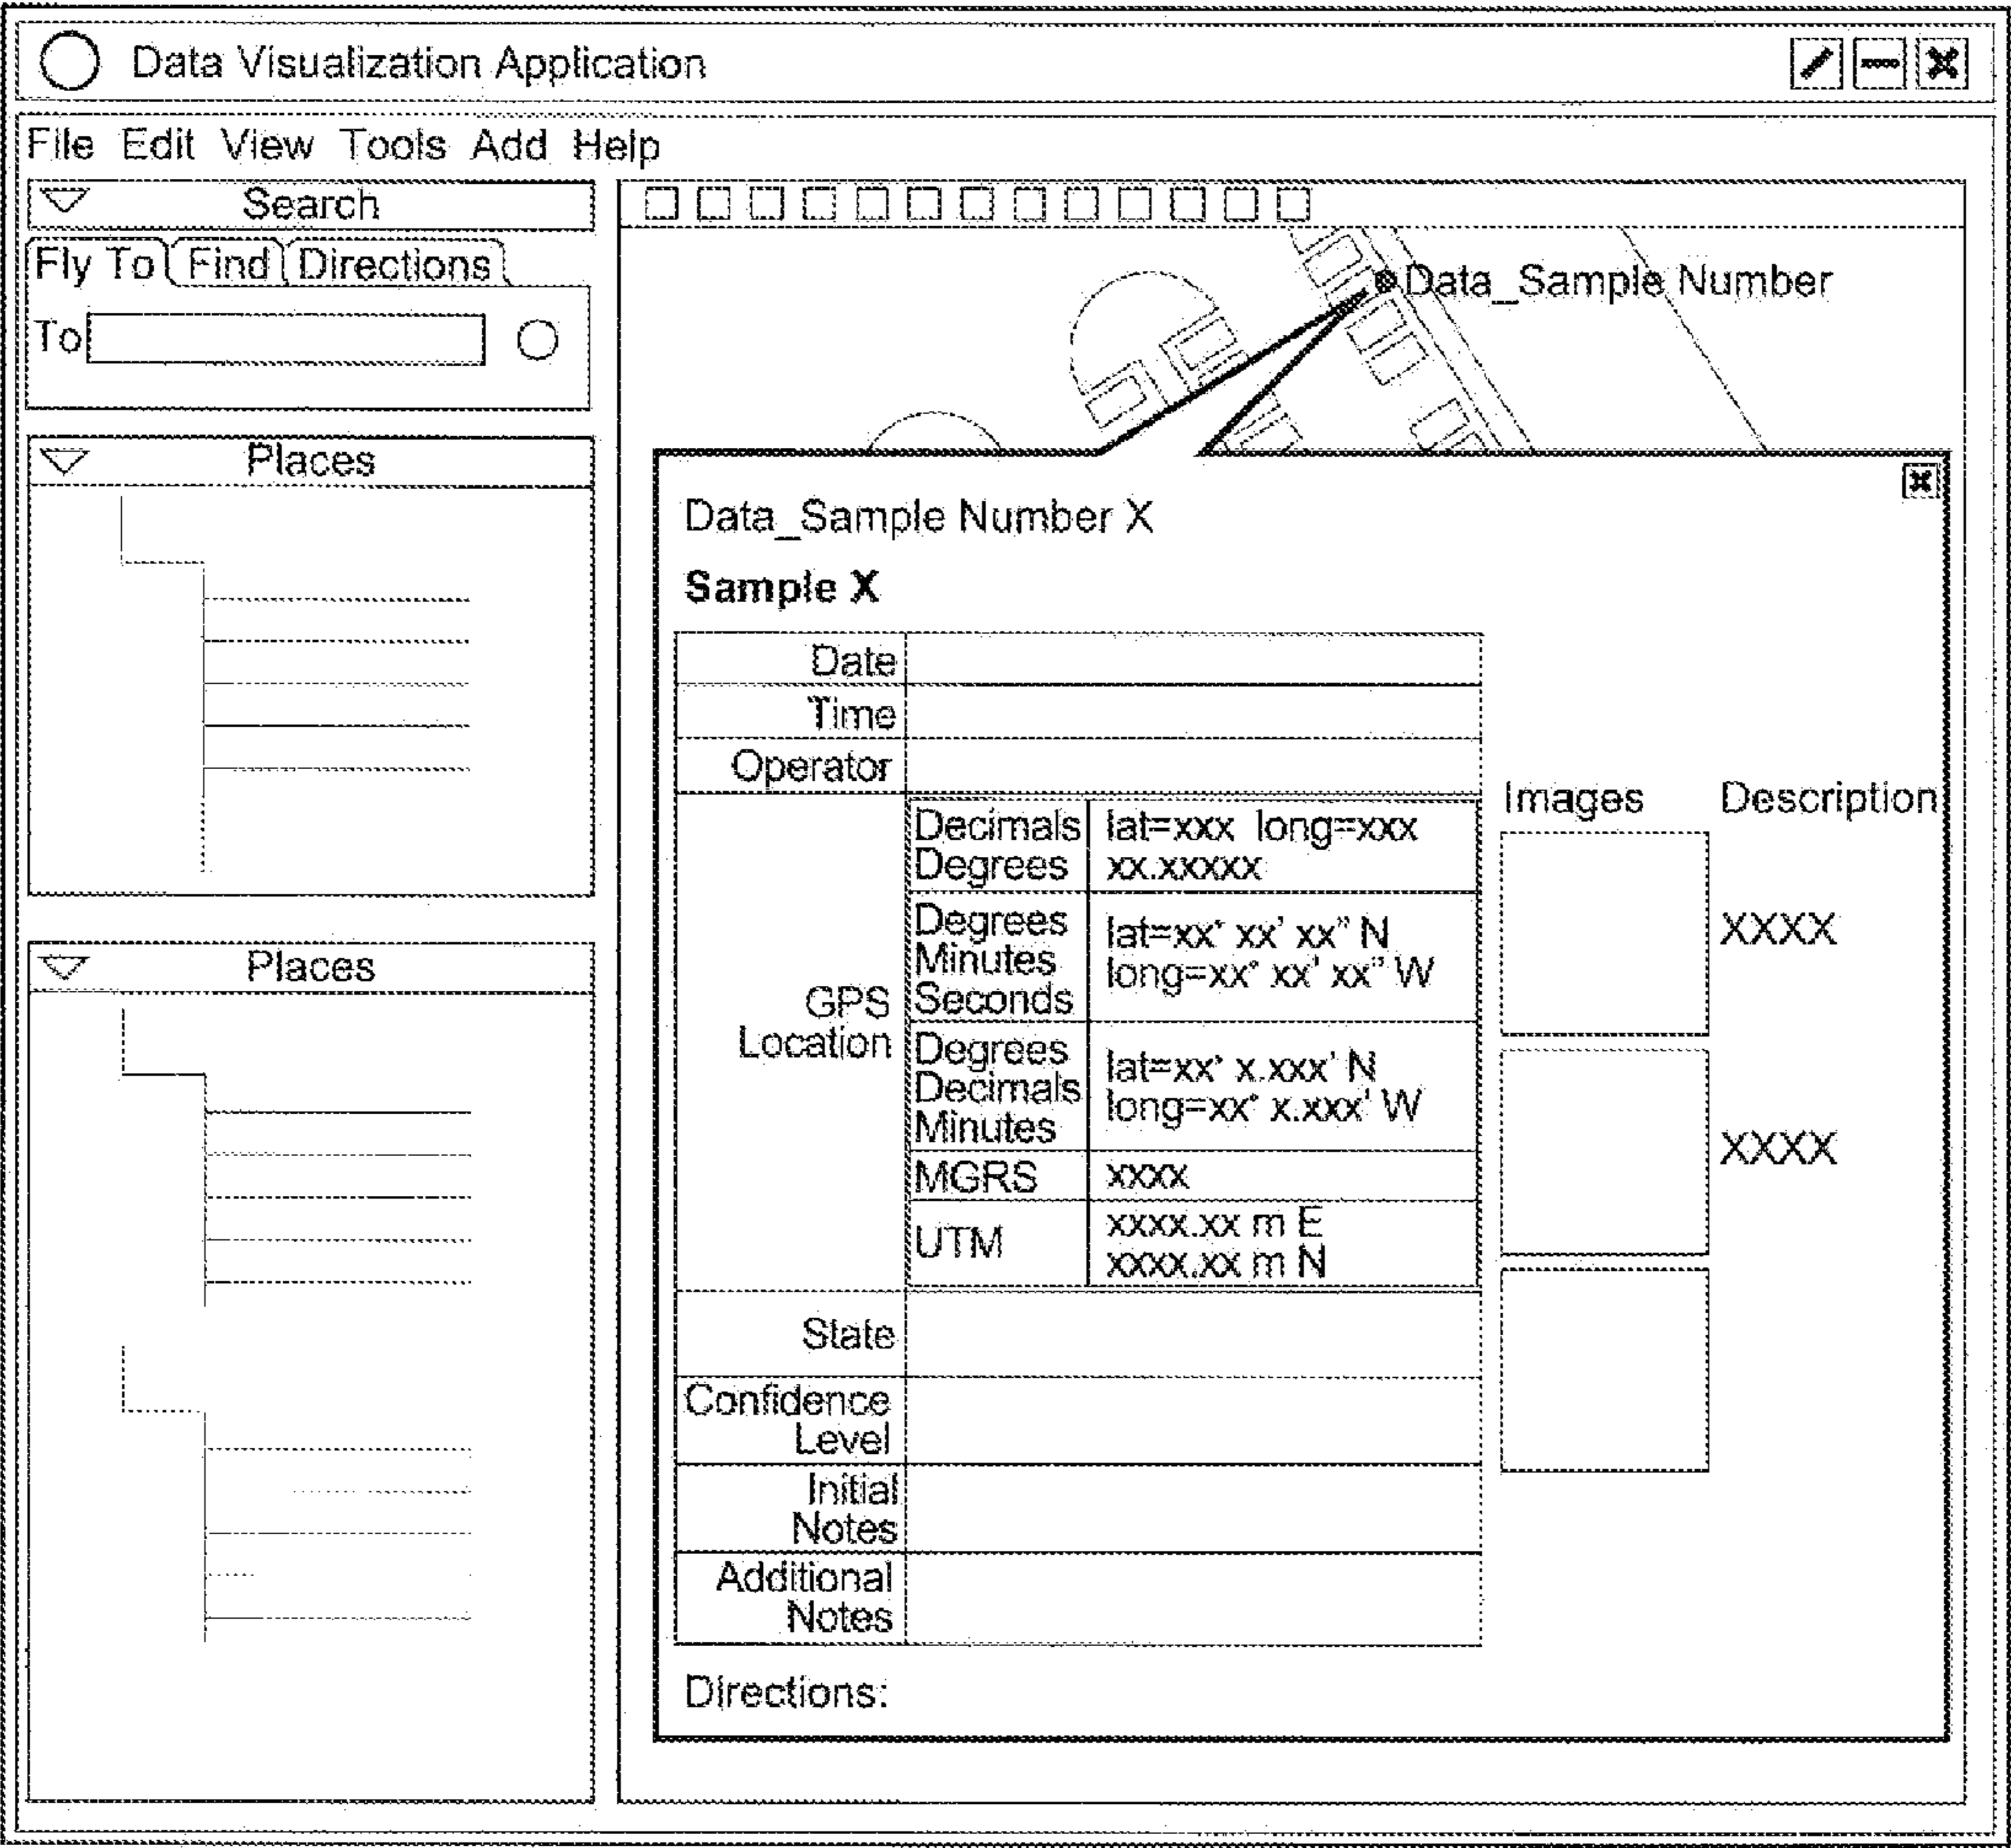 Data Visualization Application
File Edit View Tools Add Help
Search
Fly To Find Directions
To
Places
Places
Data_Sample Number
Data_Sample Number X
Sample X
Date
Time
Operator
GPS
Location
Decimals
Degrees
lat=xxx long=xxx
xx.xxxxx
Degrees
Minutes
Seconds
lat=xx° xx' xx" N
long=xx° xx' xx" W
Degrees
Decimals
Minutes
lat=xx° x.xxx' N
long=xx° x.xxx' W
MGRS
xxxx
UTM
xxxx.xx m E
xxxx.xx m N
State
Confidence
Level
Initial
Notes
Additional
Notes
Images Description
XXXX
XXXX
Directions: